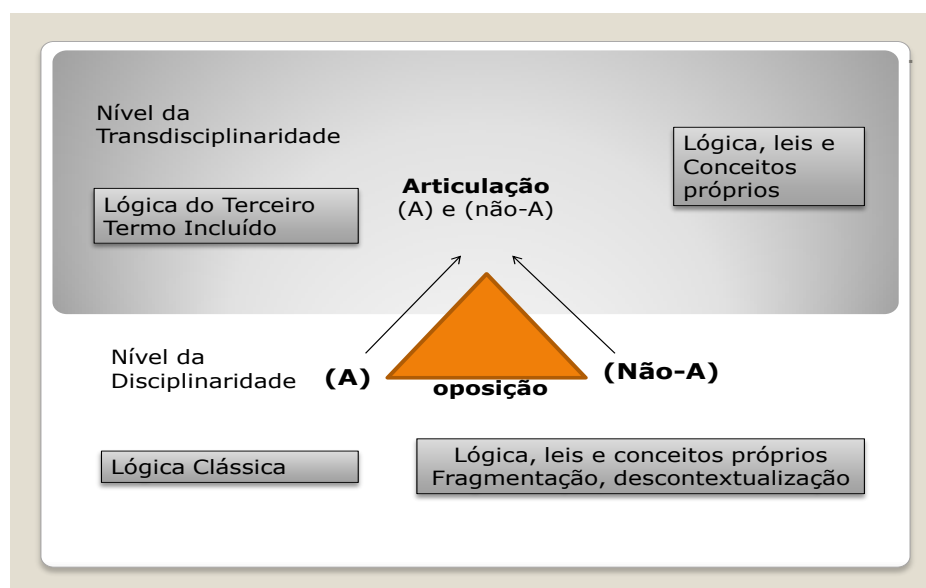 Nível da
Transdisciplinaridade
Lógica, leis e
Conceitos
próprios
Articulação
(A) e (não-A)
Lógica do Terceiro
Termo Incluído
Nível da
Disciplinaridade
(A)
oposição
(Não-A)
Lógica Clássica
Lógica, leis e conceitos próprios
Fragmentação, descontextualização